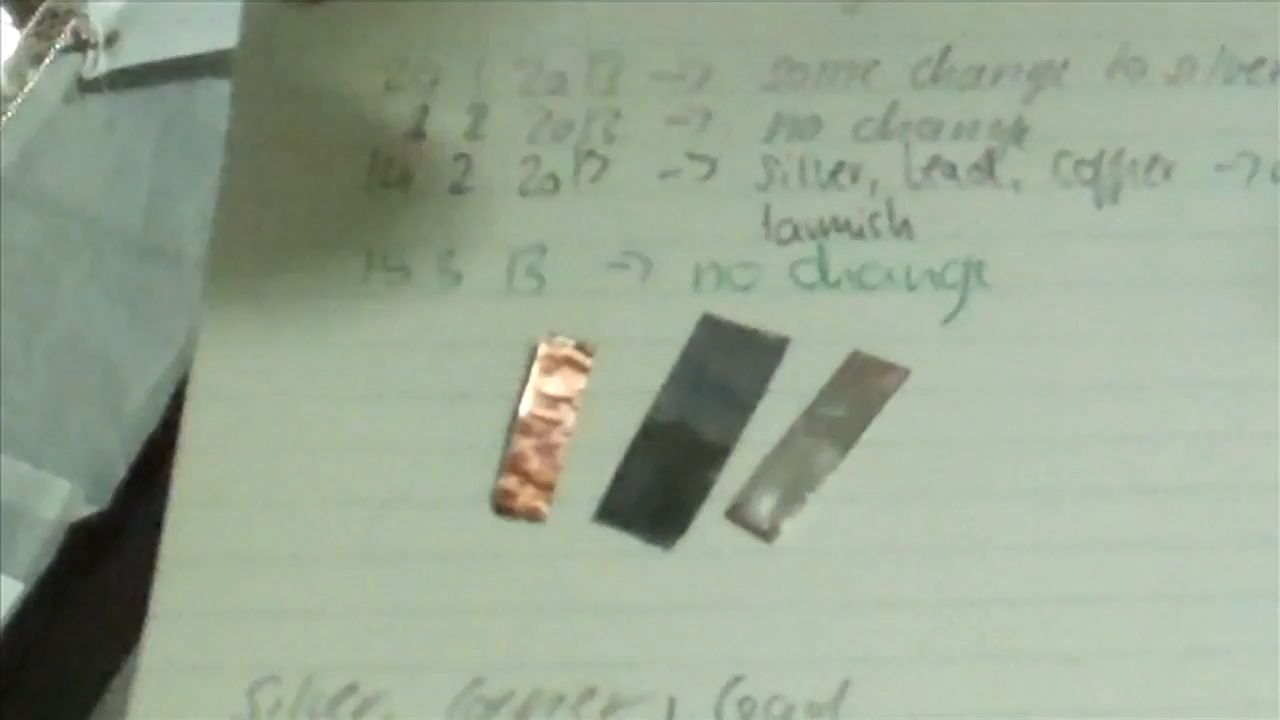 2013 -> some change to silver
1 2 2013 -> no change
14 2 2013 -> silver, lead, copper ->
tarnish
15 3 13 -> no change
silver, copper, lead